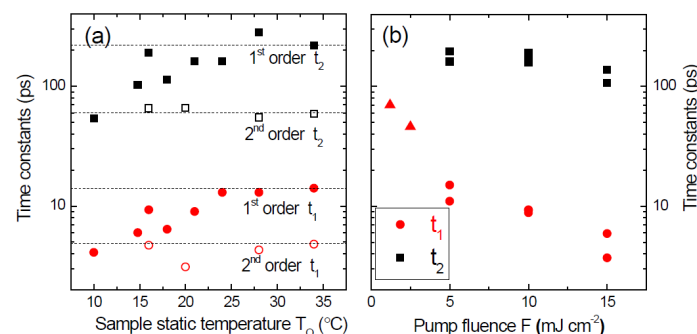 (a)
1st order t2
2nd order t2
1st order t1
2nd order t1
100
10
Time constants (ps)
10 15 20 25 30 35
Sample static temperature TO (°C)
(b)
t1
t2
100
10
Time constants (ps)
0 5 10 15
Pump fluence F (mJ cm-2)